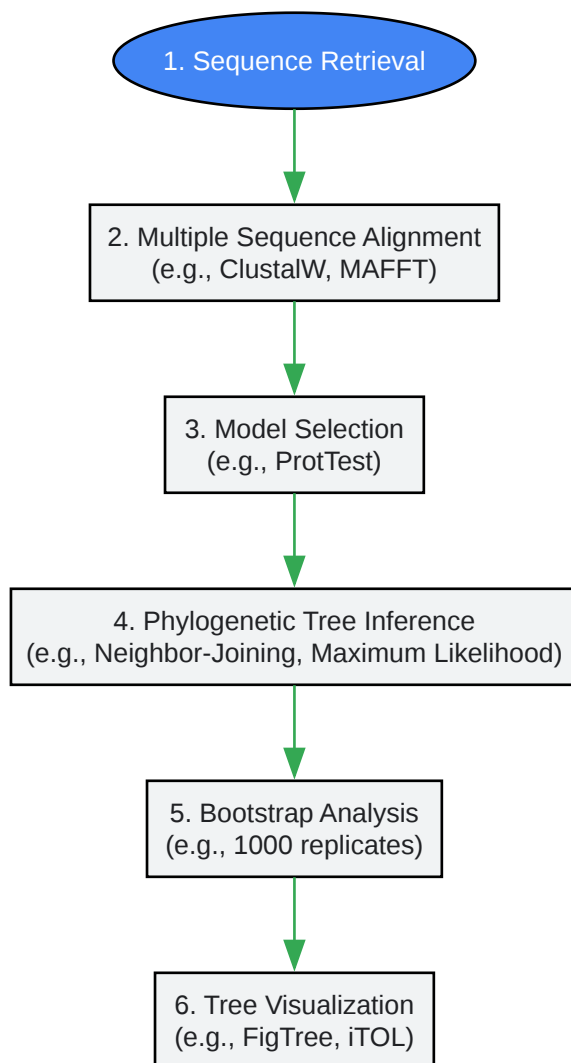 1. Sequence Retrieval
2. Multiple Sequence Alignment
(e.g., ClustalW, MAFFT)
3. Model Selection
(e.g., ProtTest)
4. Phylogenetic Tree Inference
(e.g., Neighbor-Joining, Maximum Likelihood)
5. Bootstrap Analysis
(e.g., 1000 replicates)
6. Tree Visualization
(e.g., FigTree, iTOL)